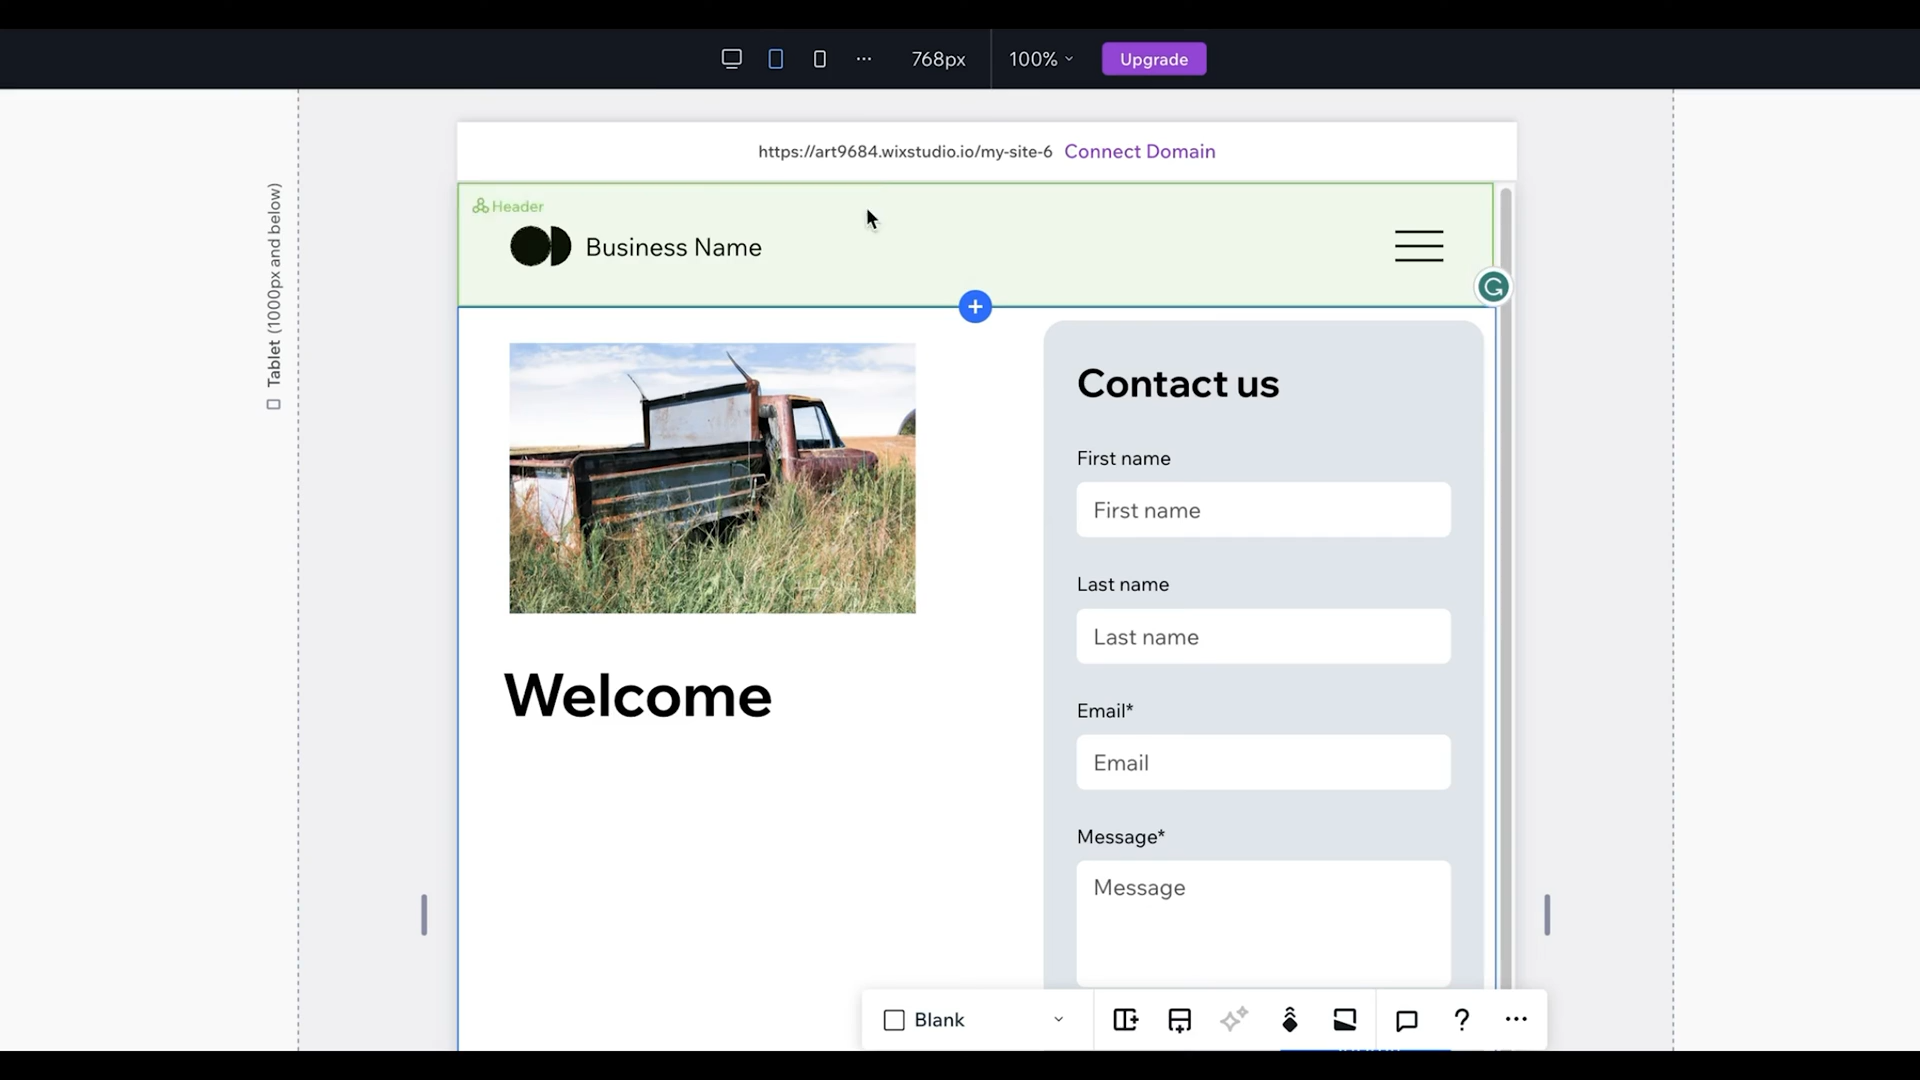 768px
100%
Upgrade
https://art9684.wixstudio.io/my-site-6 Connect Domain
Tablet (1000px and below)
Header
Business Name
Contact us
First name
First name
Last name
Last name
Welcome
Email*
Email
Message*
Message
Blank